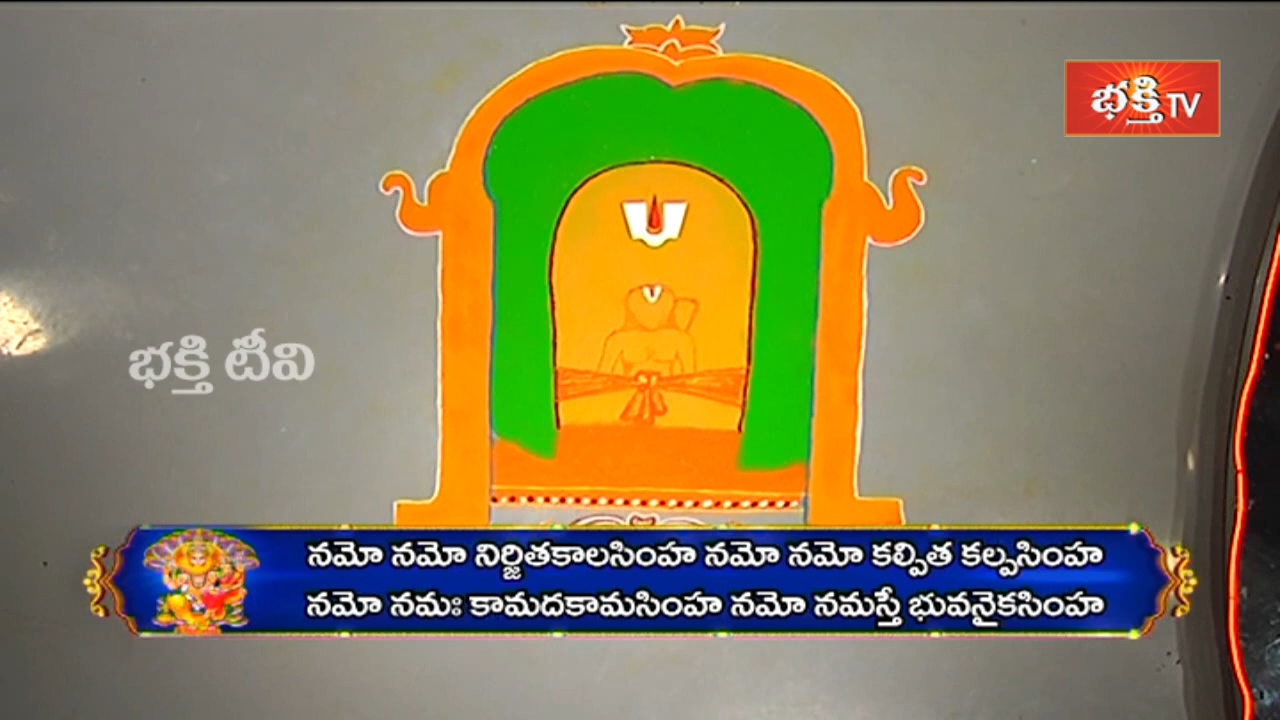 భక్తి TV
భక్తి టీవి
నమో నమో నిర్జితకాలసింహ నమో నమో కల్పిత కల్పసింహ
నమో నమః కామదకామసింహ నమో నమస్తే భువనైకసింహ